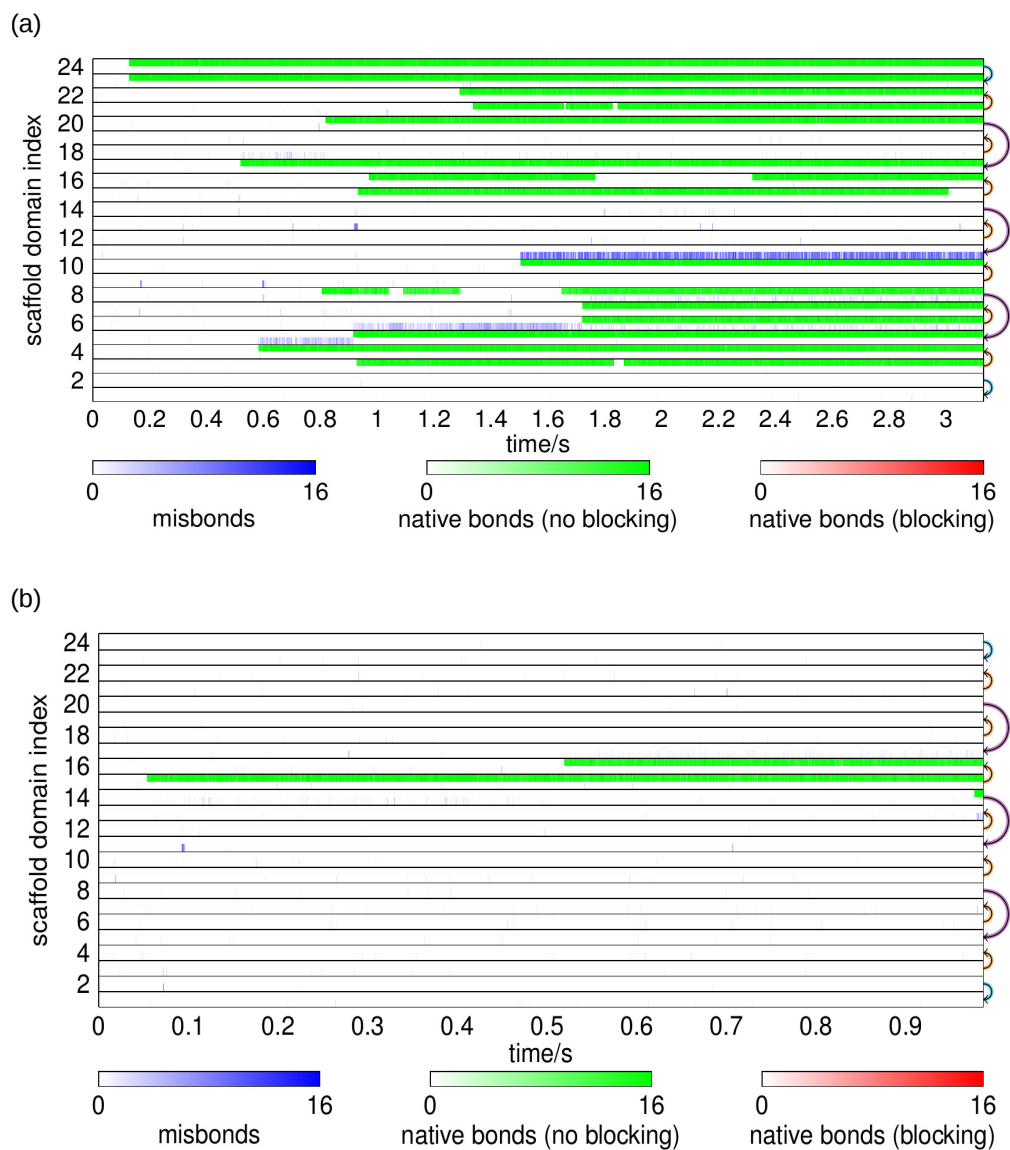 (a)
24
22
20
18
16
14
12
10
8
6
4
2
scaffold domain index
0 0.2 0.4 0.6 0.8 1 1.2 1.4 1.6 1.8 2 2.2 2.4 2.6 2.8 3
time/s
0 16 0 16 0 16
misbonds native bonds (no blocking) native bonds (blocking)
(b)
24
22
20
18
16
14
12
10
8
6
4
2
scaffold domain index
0 0.1 0.2 0.3 0.4 0.5 0.6 0.7 0.8 0.9
time/s
0 16 0 16 0 16
misbonds native bonds (no blocking) native bonds (blocking)